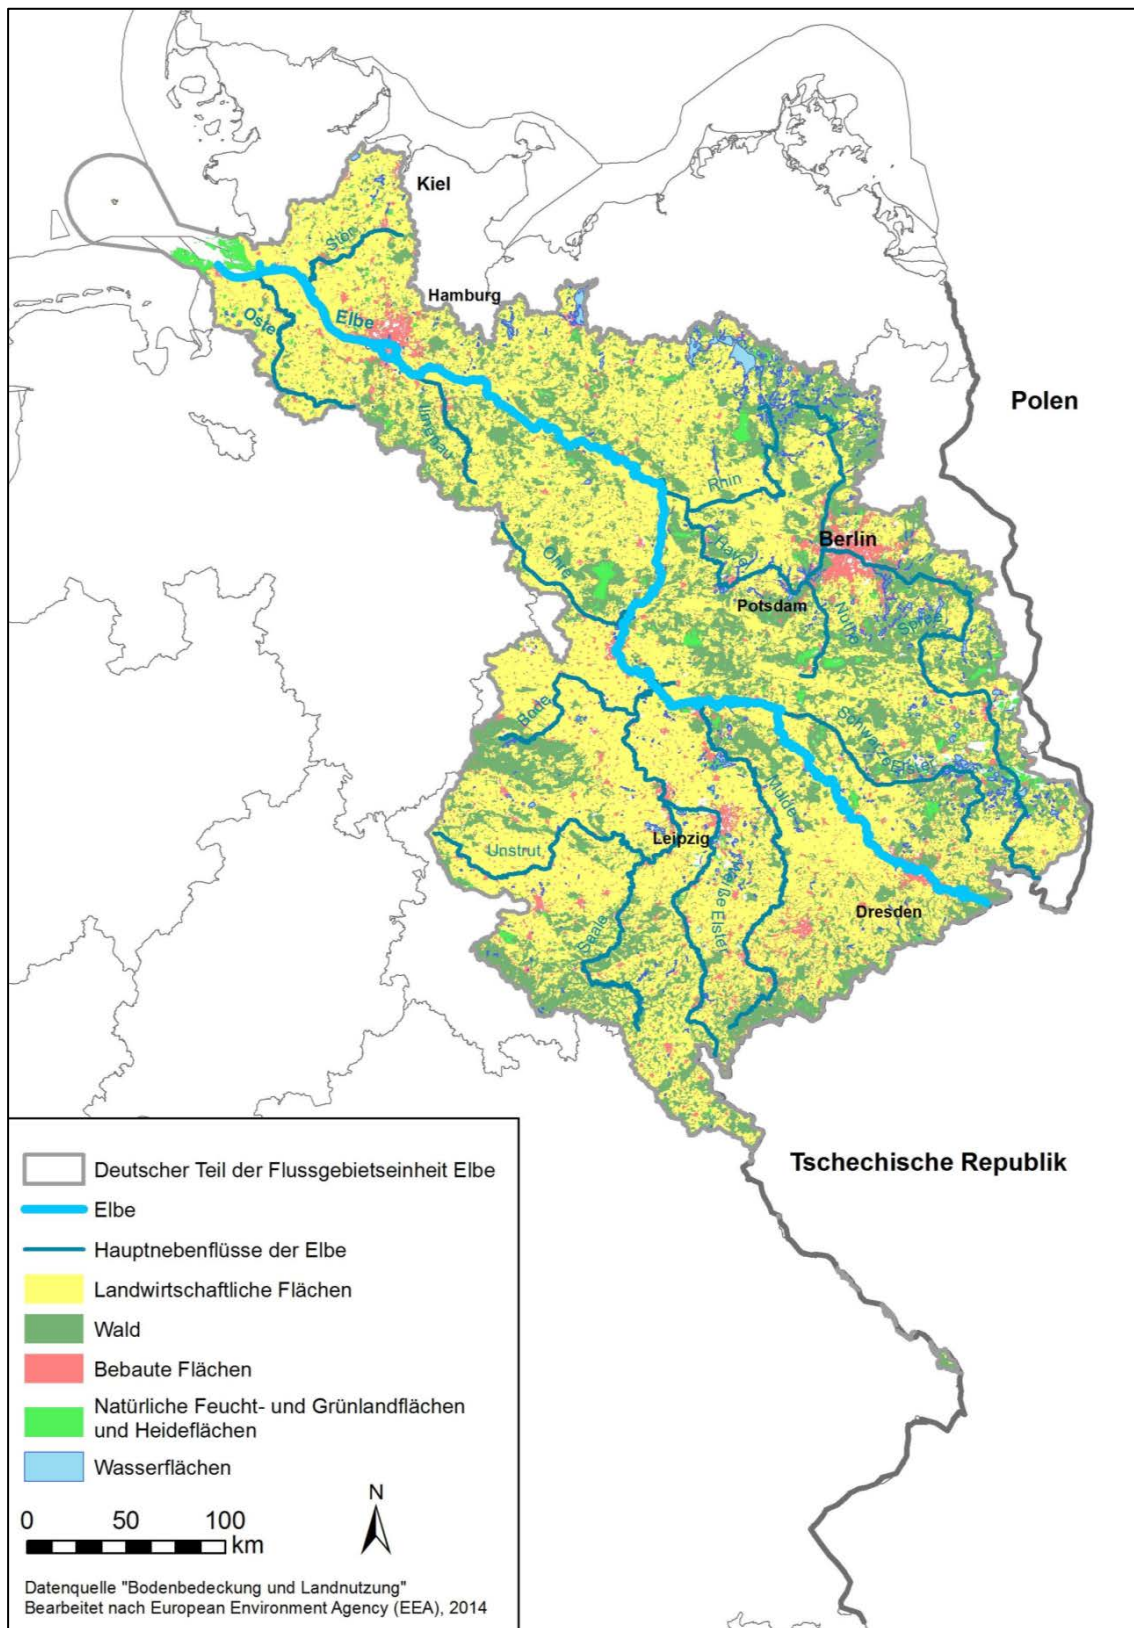 Kiel
Stör
Hamburg
Oste
Elbe
Ilmenau
Polen
Rhin
Havel
Berlin
Ohre
Potsdam
Nuthe
Spree
Bode
Schwarze Elster
Mulde
Leipzig
Unstrut
Weiße Elster
Dresden
Saale
Tschechische Republik
Deutscher Teil der Flussgebietseinheit Elbe
Elbe
Hauptnebenflüsse der Elbe
Landwirtschaftliche Flächen
Wald
Bebaute Flächen
Natürliche Feucht- und Grünlandflächen
und Heideflächen
Wasserflächen
N
0 50 100
km
Datenquelle "Bodenbedeckung und Landnutzung"
Bearbeitet nach European Environment Agency (EEA), 2014